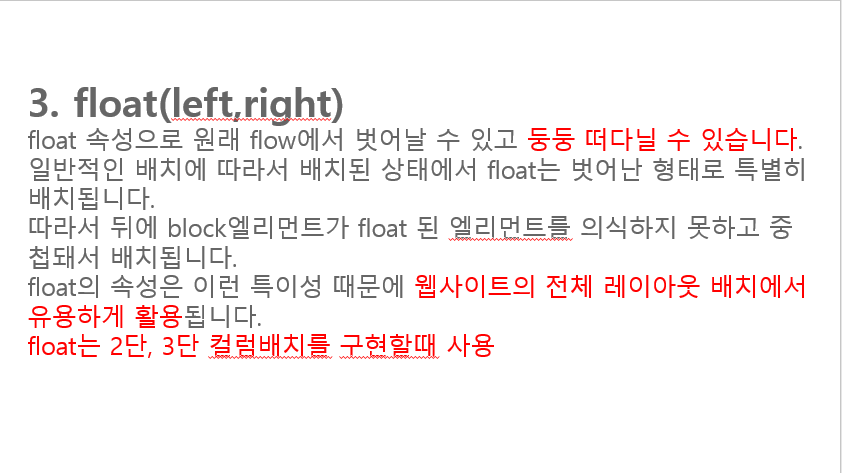 3. float(left,right)
float 속성으로 원래 flow에서 벗어날 수 있고 둥둥 떠다닐 수 있습니다.
일반적인 배치에 따라서 배치된 상태에서 float는 벗어난 형태로 특별히
배치됩니다.
따라서 뒤에 block엘리먼트가 float 된 엘리먼트를 의식하지 못하고 중
첩돼서 배치됩니다.
float의 속성은 이런 특이성 때문에 웹사이트의 전체 레이아웃 배치에서
유용하게 활용됩니다.
float는 2단, 3단 컬럼배치를 구현할때 사용